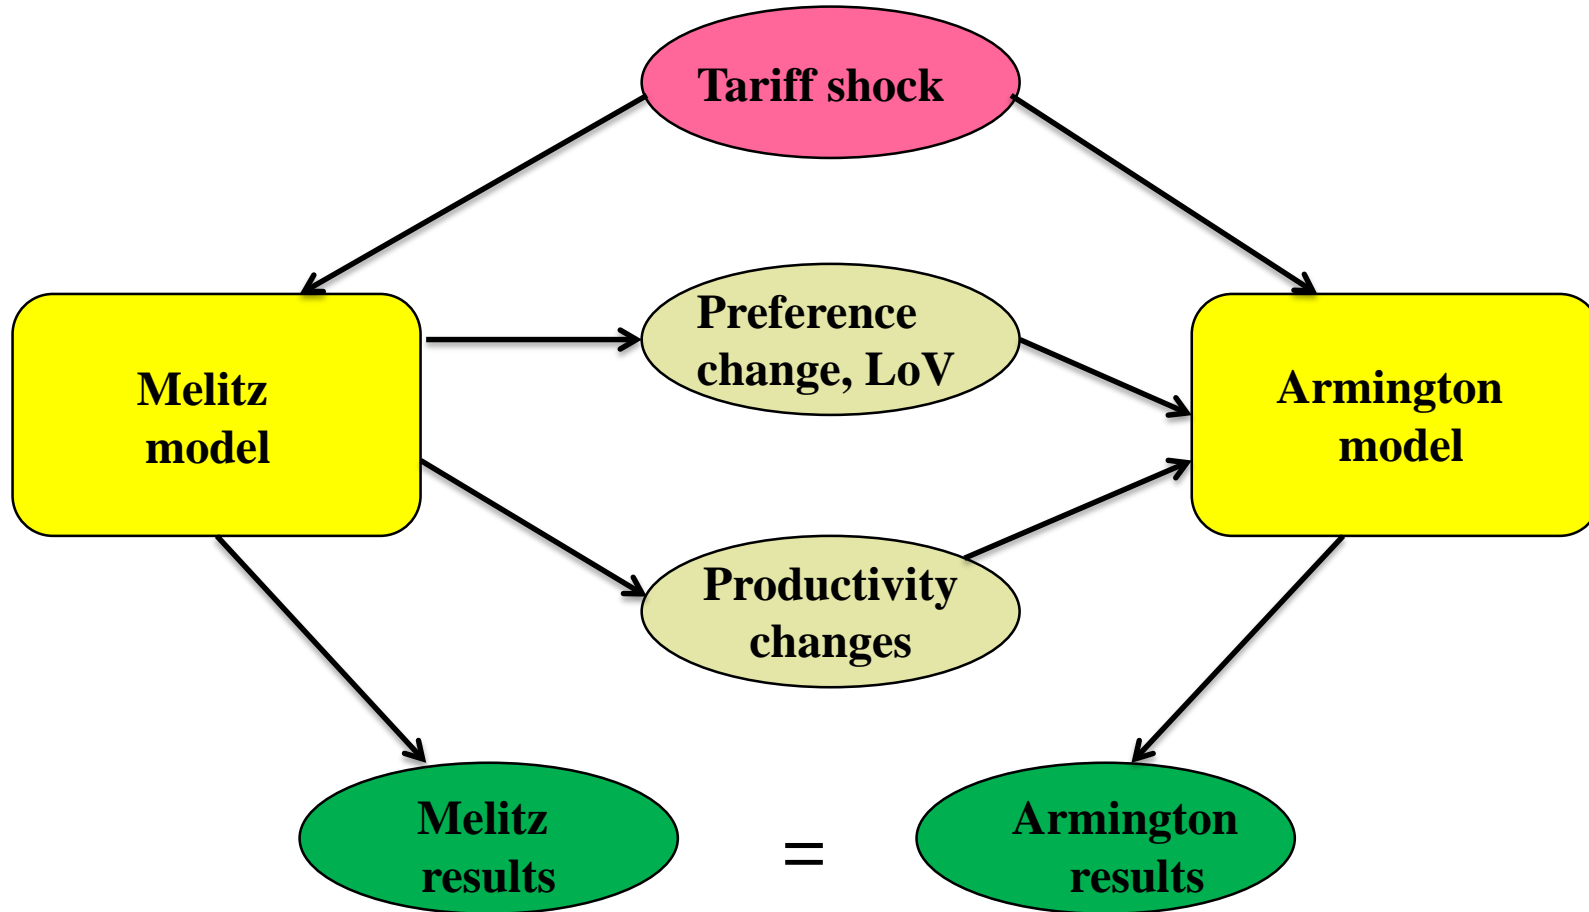 Tariff shock
Preference
change, LoV
Melitz
model
Armington
model
Productivity
changes
Melitz
results
=
Armington
results